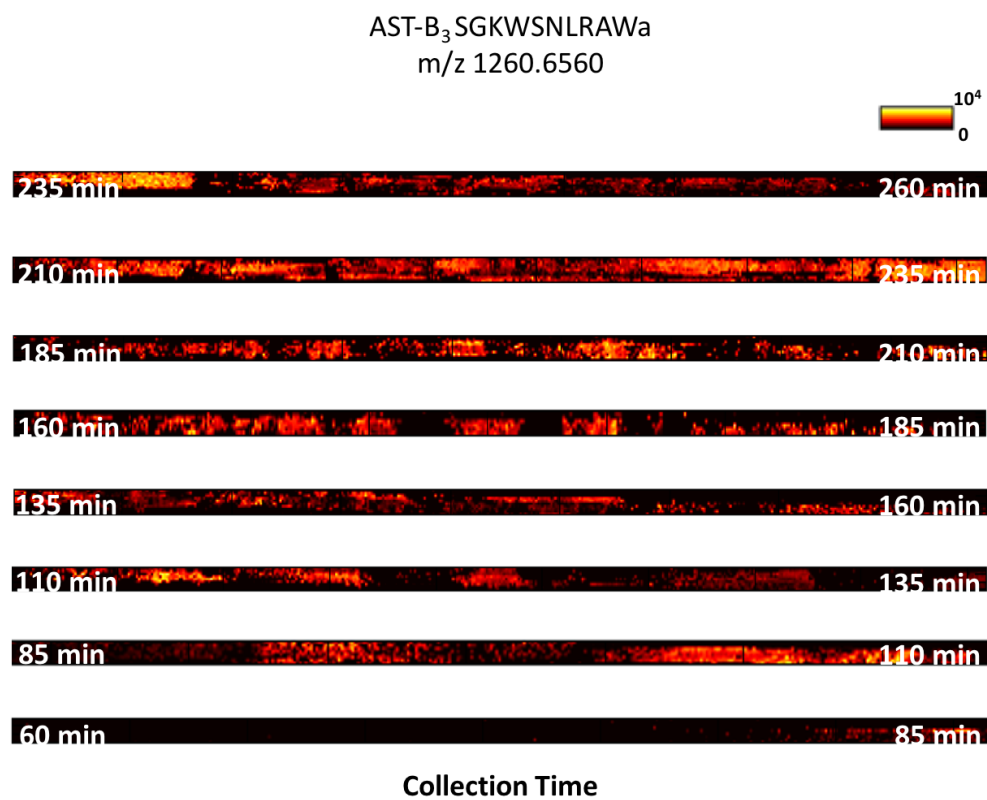 AST-B₃ SGKWSNLRAWa
m/z 1260.6560
10⁴
0
235 min 260 min
210 min 235 min
185 min 210 min
160 min 185 min
135 min 160 min
110 min 135 min
85 min 110 min
60 min 85 min
Collection Time